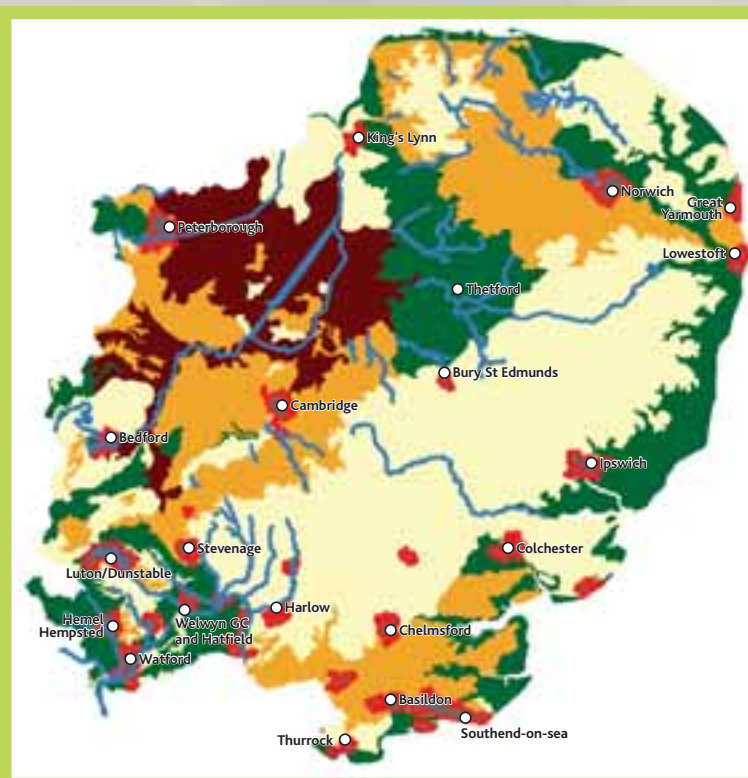 King's Lynn
Norwich
Great
Yarmouth
Peterborough
Lowestoft
Thetford
Bury St Edmunds
Cambridge
Bedford
Ipswich
Stevenage
Colchester
Luton/Dunstable
Harlow
Hemel
Hempsted
Welwyn GC
and Hatfield
Chelmsford
Watford
Basildon
Southend-on-sea
Thurrock